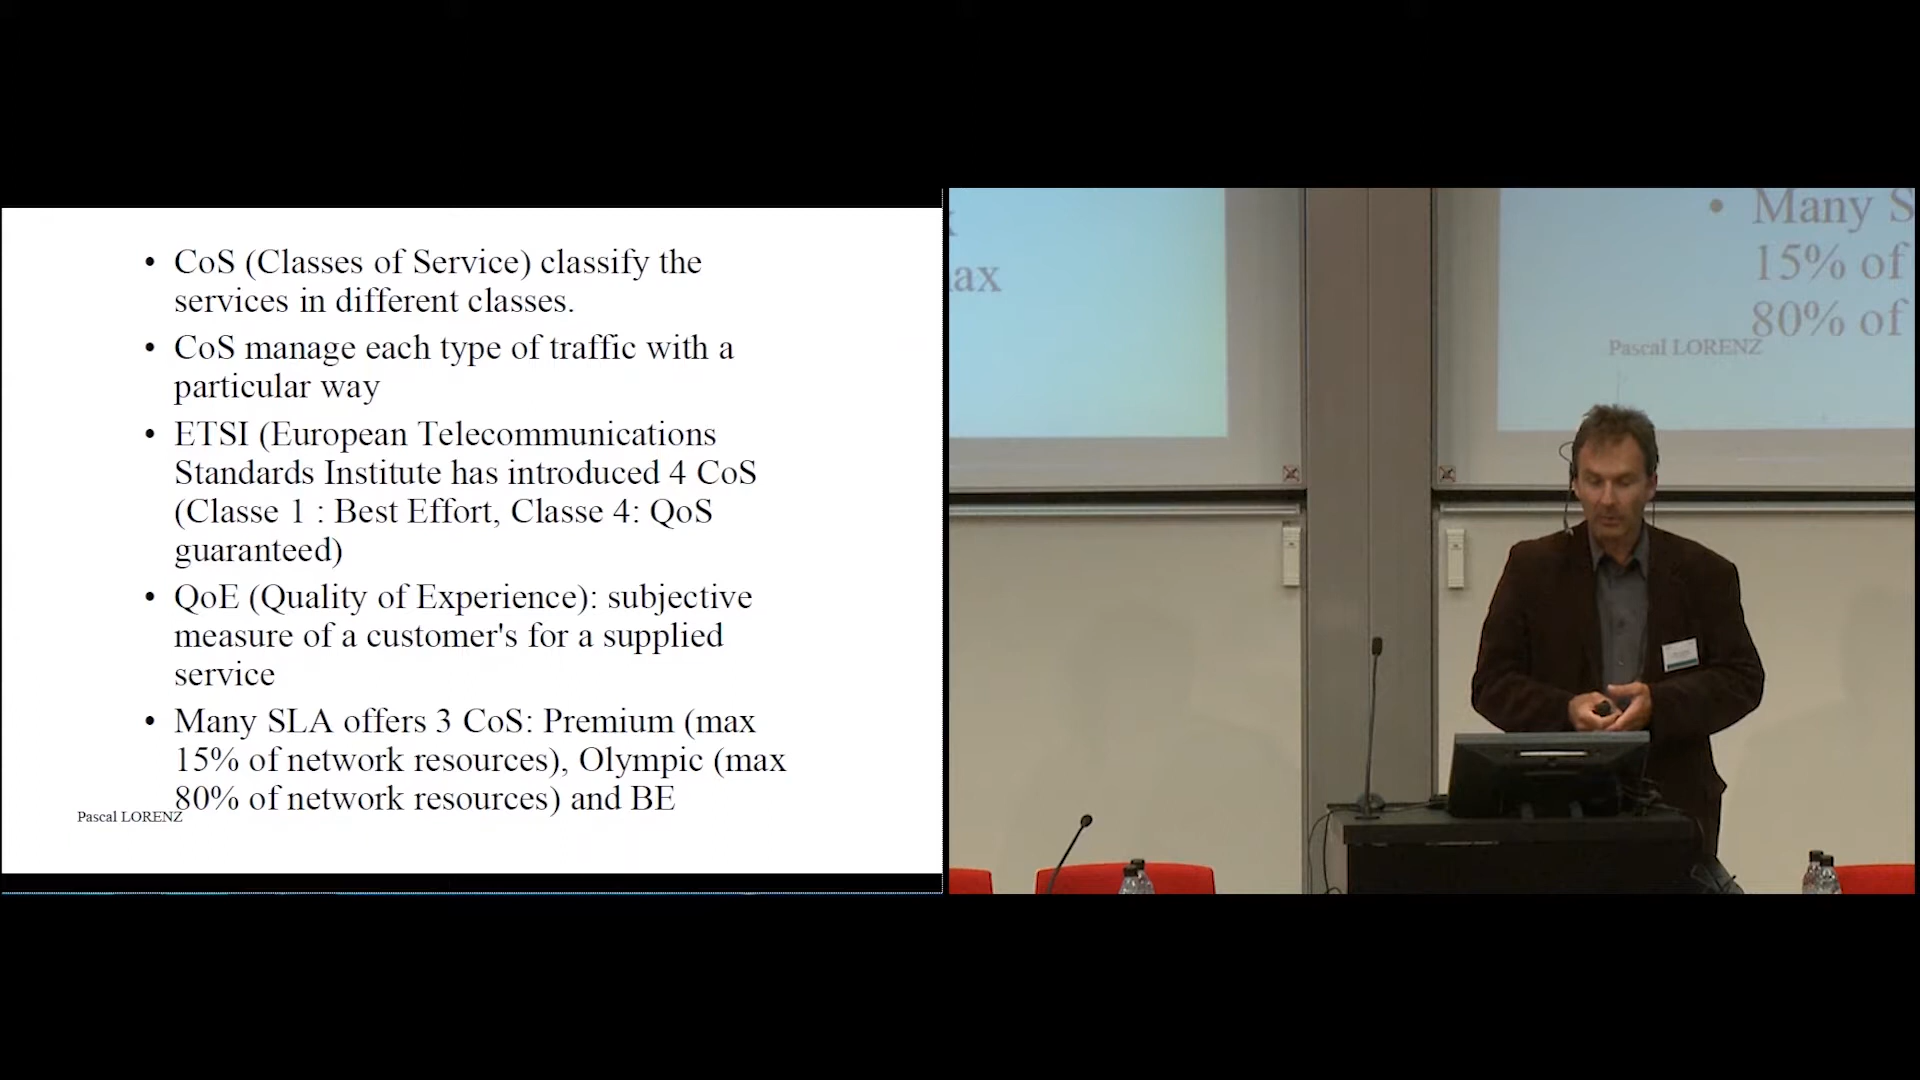 • CoS (Classes of Service) classify the
services in different classes.
• CoS manage each type of traffic with a
particular way
• ETSI (European Telecommunications
Standards Institute has introduced 4 CoS
(Classe 1 : Best Effort, Classe 4: QoS
guaranteed)
• QoE (Quality of Experience): subjective
measure of a customer's for a supplied
service
• Many SLA offers 3 CoS: Premium (max
15% of network resources), Olympic (max
80% of network resources) and BE
Pascal LORENZ
ax
• Many S
15% of
80% of
Pascal LORENZ